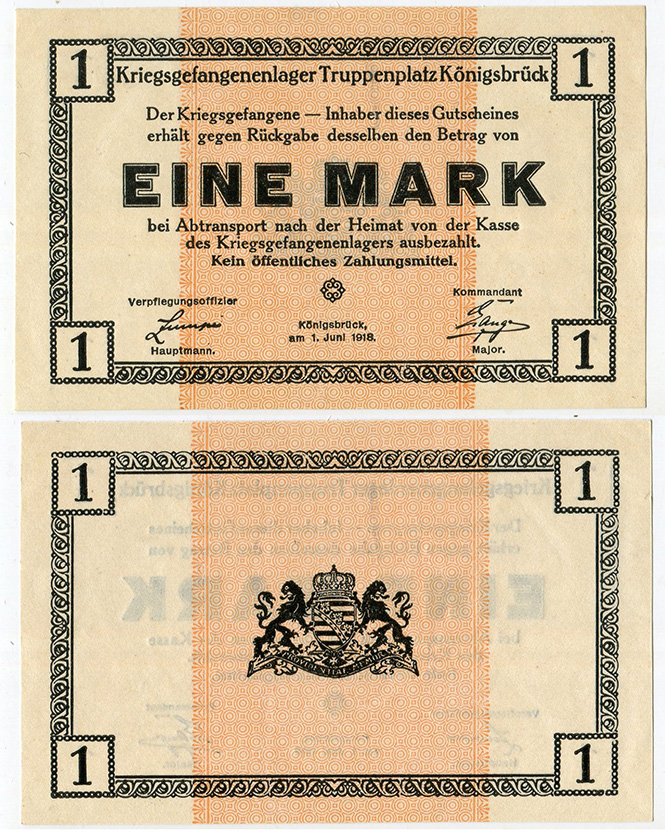 1
1
Kriegsgefangenenlager Truppenplatz Königsbrück
Der Kriegsgefangene — Inhaber dieses Gutscheines
erhält gegen Rückgabe desselben den Betrag von
EINE MARK
bei Abtransport nach der Heimat von der Kasse
des Kriegsgefangenenlagers ausbezahlt.
Kein öffentliches Zahlungsmittel.
Verpflegungsoffizier
Kommandant
Königsbrück,
am 1. Juni 1918.
Hauptmann.
Major.
1
1
1
1
1
1